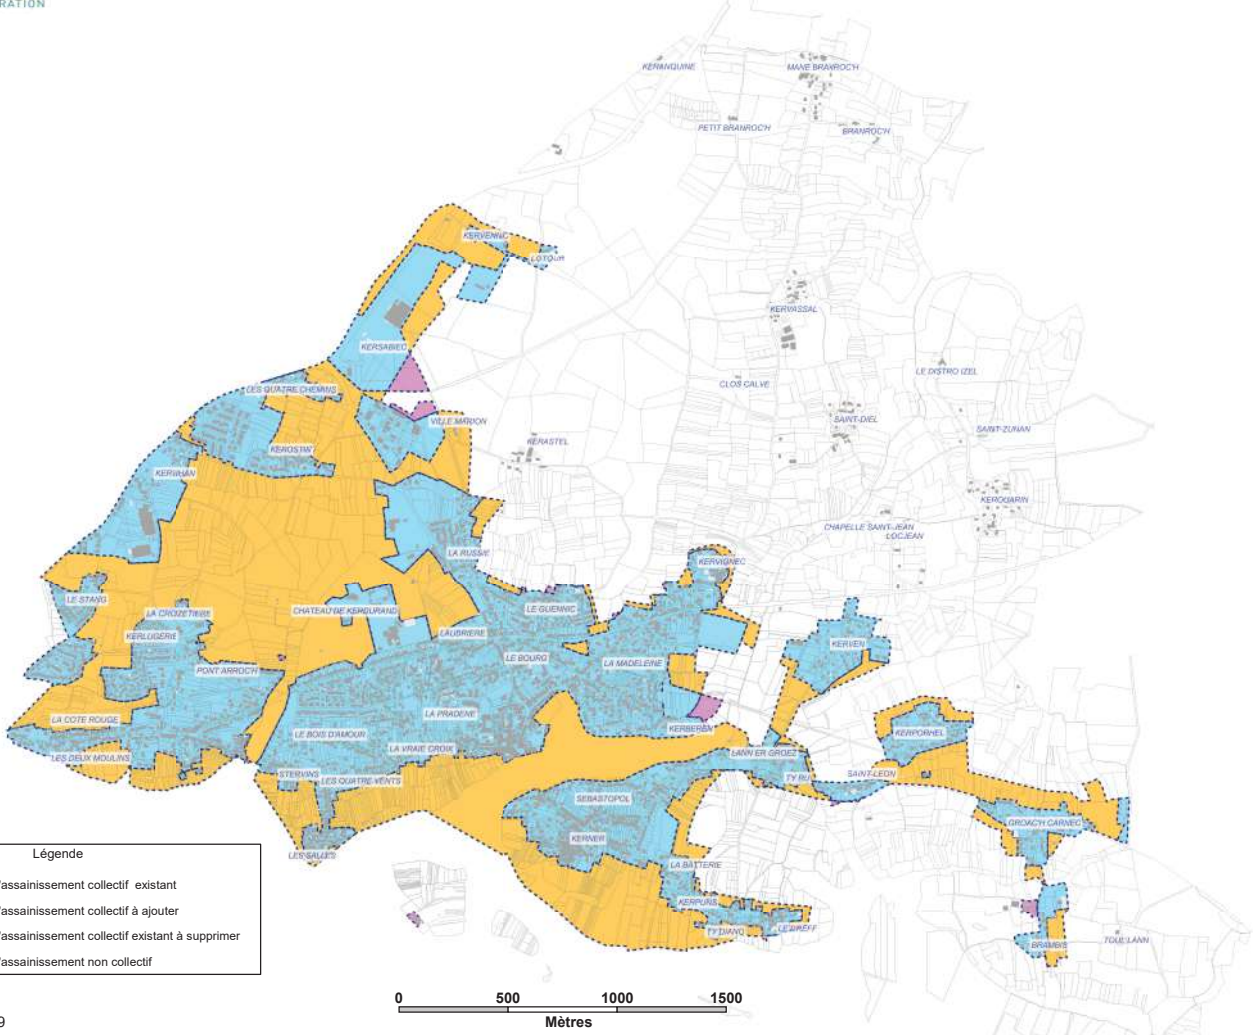 RATION
KERANQUINE
MANE BRANROC'H
PETIT BRANROC'H
BRANROC'H
KERVENNIC
LOTOUR
KERVASSAL
KERSABIEC
LE DISTRO IZEL
LES QUATRE CHEMINS
CLOS CALVE
VILLE MARION
SAINT-DIEL
SAINT-ZUNAN
KERASTEL
KEROSTIN
KERVIHAN
KEROUARIN
CHAPELLE SAINT-JEAN
LOCJEAN
LA RUSSIE
KERVIGNEC
LE STANG
LA CROIZETIERE
CHATEAU DE KERDURAND
LE GUENNIC
KERLUGERIE
LAUBRIERE
KERVEN
LE BOURG
LA MADELEINE
PONT ARROC'H
LA PRADENE
LA COTE ROUGE
LE BOIS D'AMOUR
KERBEREN
KERPORHEL
LA VRAIE CROIX
LANN ER GROEZ
LES DEUX MOULINS
STERVINS
LES QUATRE VENTS
TY RU
SAINT-LEON
SEBASTOPOL
GROAC'H CARNEC
KERNER
LES SALLES
LA BATTERIE
KERPUNS
TY DIANO
LE DREFF
BRAMBIS
TOUL LANN
Légende
'assainissement collectif existant
'assainissement collectif à ajouter
'assainissement collectif existant à supprimer
'assainissement non collectif
0 500 1000 1500
Mètres
9